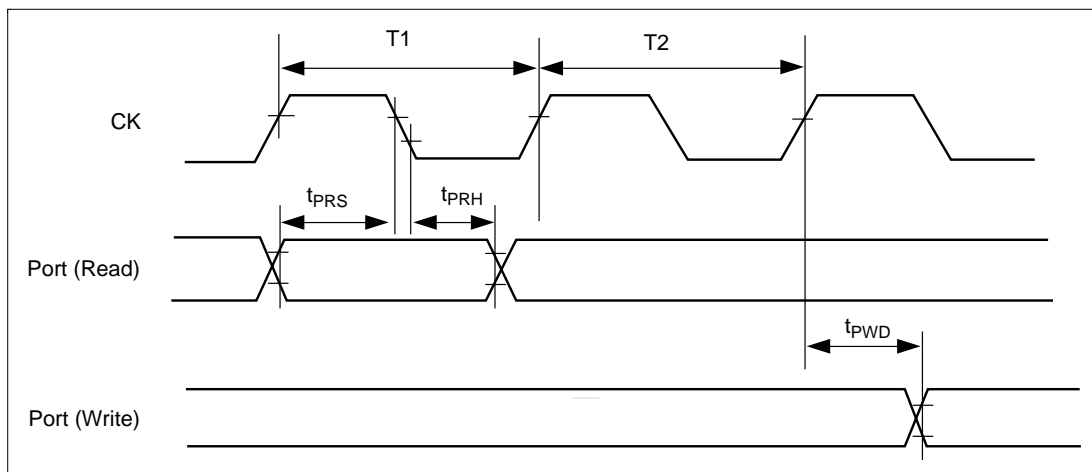 T1
T2
CK
tPRS
tPRH
Port (Read)
tPWD
Port (Write)